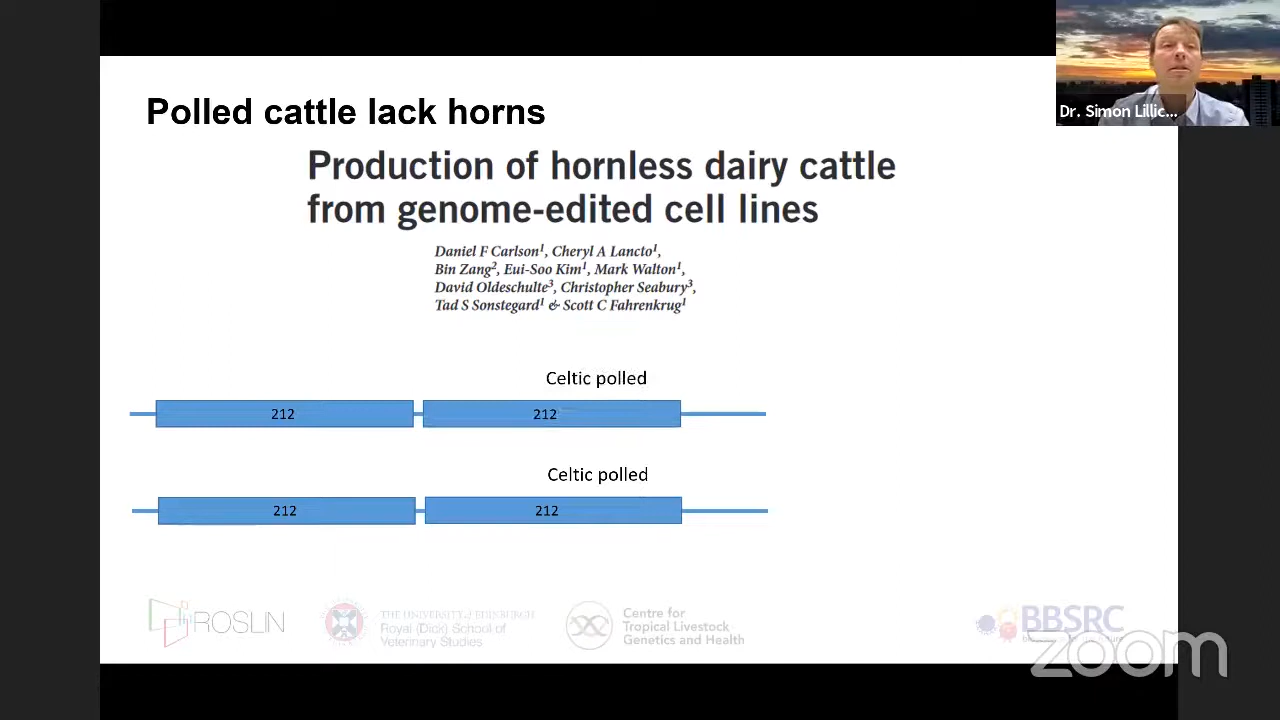 Dr. Simon Lillic...
Polled cattle lack horns
Production of hornless dairy cattle
from genome-edited cell lines
Daniel F Carlson¹, Cheryl A Lancto¹,
Bin Zang², Eui-Soo Kim¹, Mark Walton¹,
David Oldeschulte³, Christopher Seabury³,
Tad S Sonstegard¹ & Scott C Fahrenkrug¹
Celtic polled
212 212
Celtic polled
212 212
ROSLIN
THE UNIVERSITY of EDINBURGH
Royal (Dick) School of
Veterinary Studies
Centre for
Tropical Livestock
Genetics and Health
BBSRC
zoom